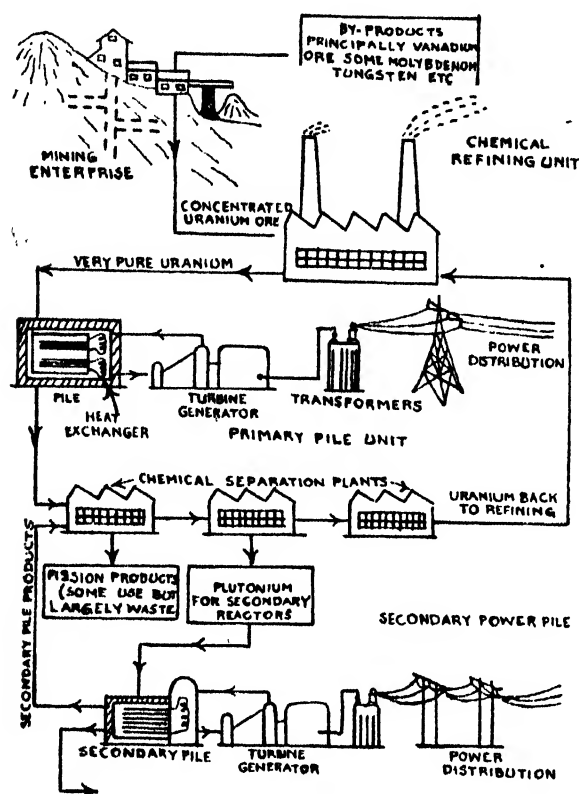 BY-PRODUCTS
PRINCIPALLY VANADIUM
ORE SOME MOLYBDENUM
TUNGSTEN ETC
MINING
ENTERPRISE
CHEMICAL
REFINING UNIT
CONCENTRATED
URANIUM ORE
VERY PURE URANIUM
POWER
DISTRIBUTION
PILE
HEAT
EXCHANGER
TURBINE
GENERATOR
TRANSFORMERS
PRIMARY PILE UNIT
CHEMICAL SEPARATION PLANTS
URANIUM BACK
TO REFINING
FISSION PRODUCTS
(SOME USE BUT
LARGELY WASTE
PLUTONIUM
FOR SECONDARY
REACTORS
SECONDARY PILE PRODUCTS
SECONDARY POWER PILE
SECONDARY PILE
TURBINE
GENERATOR
POWER
DISTRIBUTION